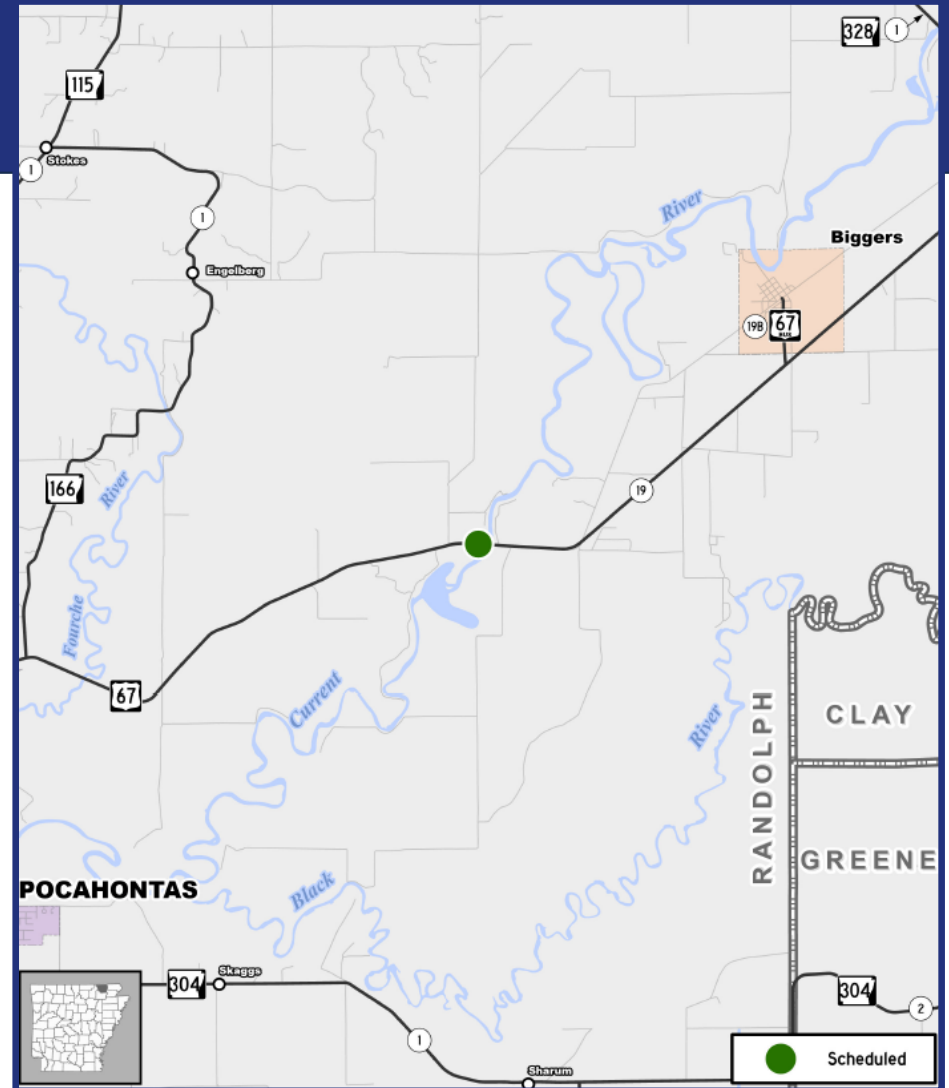 328
1
115
Stokes
1
1
River
Biggers
Engelberg
19B
67
BUS
166
River
19
Fourche
67
Current
River
RANDOLPH
CLAY
GREENE
POCAHONTAS
Black
304
Skaggs
304
2
1
Sharum
Scheduled